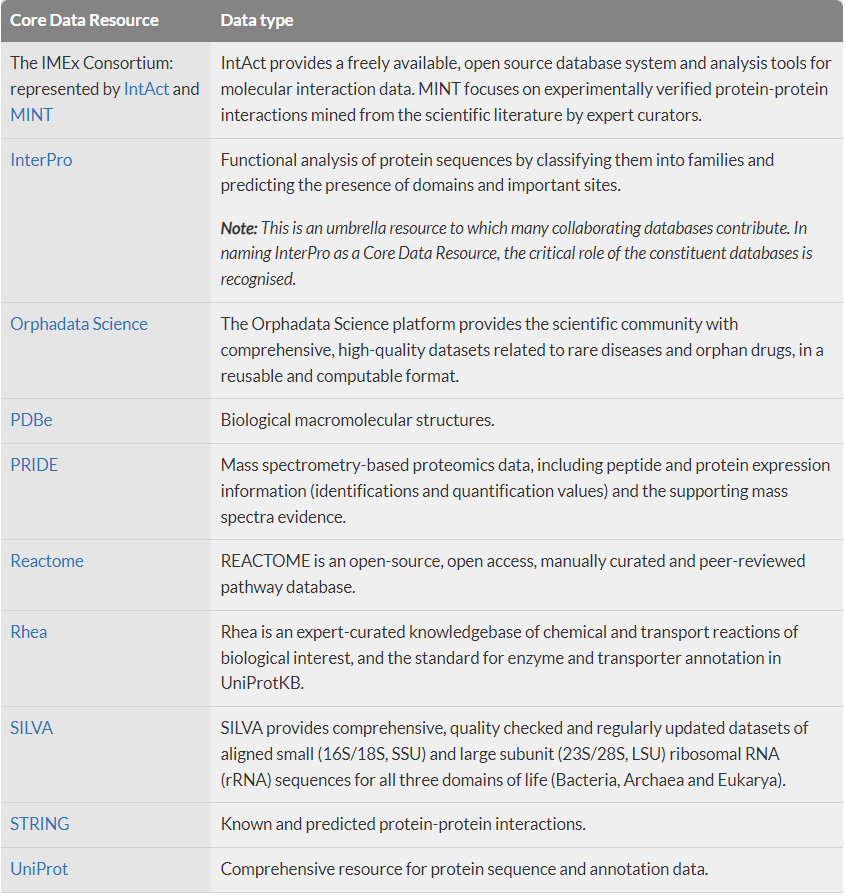 Core Data Resource
Data type
The IMEx Consortium:
represented by IntAct and
MINT
IntAct provides a freely available, open source database system and analysis tools for
molecular interaction data. MINT focuses on experimentally verified protein-protein
interactions mined from the scientific literature by expert curators.
InterPro
Functional analysis of protein sequences by classifying them into families and
predicting the presence of domains and important sites.
Note: This is an umbrella resource to which many collaborating databases contribute. In
naming InterPro as a Core Data Resource, the critical role of the constituent databases is
recognised.
Orphadata Science
The Orphadata Science platform provides the scientific community with
comprehensive, high-quality datasets related to rare diseases and orphan drugs, in a
reusable and computable format.
PDBe
Biological macromolecular structures.
PRIDE
Mass spectrometry-based proteomics data, including peptide and protein expression
information (identifications and quantification values) and the supporting mass
spectra evidence.
Reactome
REACTOME is an open-source, open access, manually curated and peer-reviewed
pathway database.
Rhea
Rhea is an expert-curated knowledgebase of chemical and transport reactions of
biological interest, and the standard for enzyme and transporter annotation in
UniProtKB.
SILVA
SILVA provides comprehensive, quality checked and regularly updated datasets of
aligned small (16S/18S, SSU) and large subunit (23S/28S, LSU) ribosomal RNA
(rRNA) sequences for all three domains of life (Bacteria, Archaea and Eukarya).
STRING
Known and predicted protein-protein interactions.
UniProt
Comprehensive resource for protein sequence and annotation data.